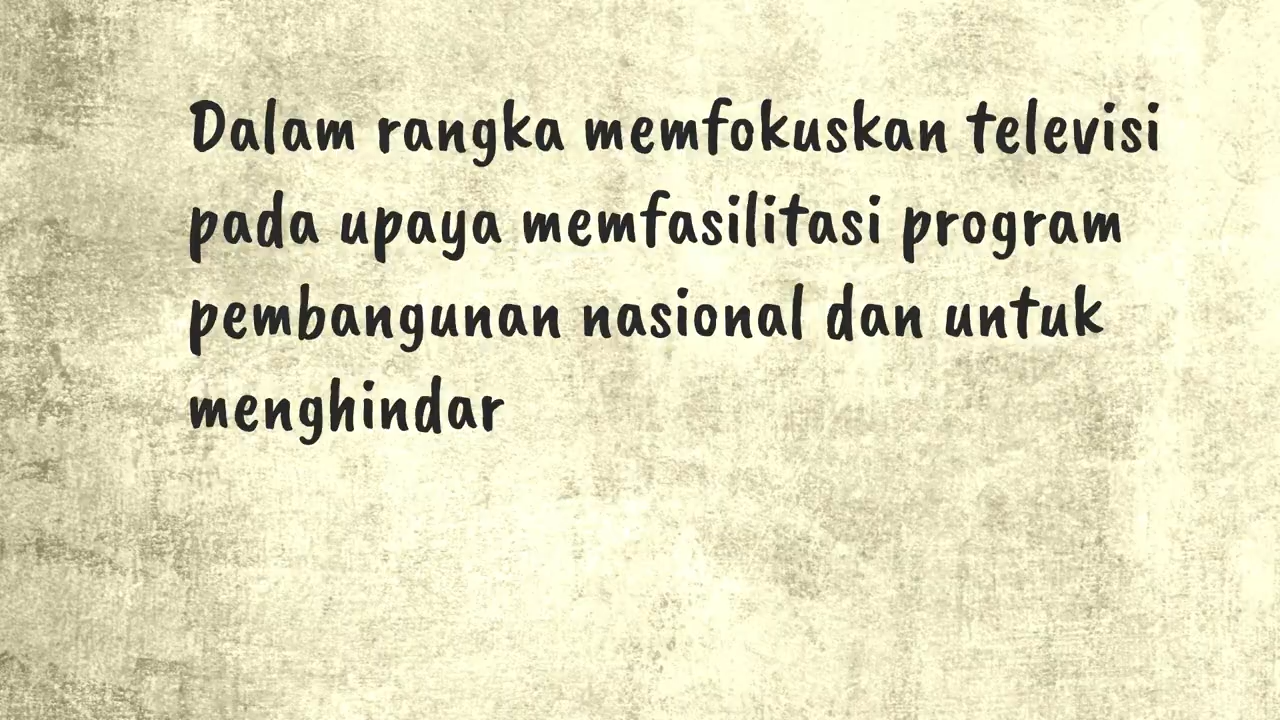 Dalam rangka memfokuskan televisi
pada upaya memfasilitasi program
pembangunan nasional dan untuk
menghindar